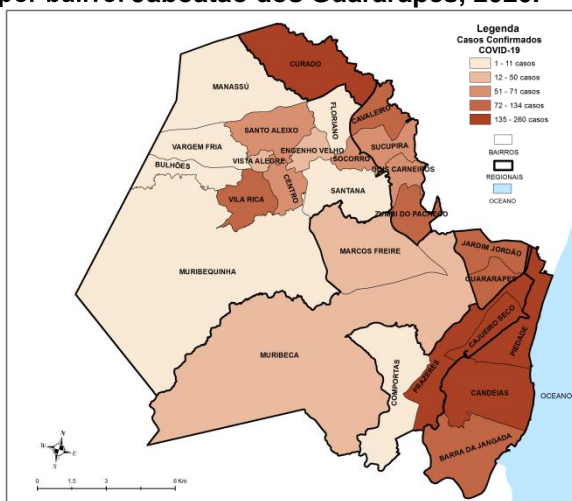 por bairro. Jaboatão dos Guararapes, 2020.
Legenda
Casos Confirmados
COVID-19
1 - 11 casos
12 - 50 casos
51 - 71 casos
72 - 134 casos
135 - 260 casos
BAIRROS
REGIONAIS
OCEANO
CURADO
MANASSÚ
FLORIANO
CAVALEIRO
SANTO ALEIXO
VARGEM FRIA
ENGENHO VELHO
SUCUPIRA
VISTA ALEGRE
SOCORRO
BULHÕES
DOIS CARNEIROS
CENTRO
SANTANA
VILA RICA
ZUMBI DO PACHECO
MARCOS FREIRE
JARDIM JORDÃO
MURIBEQUINHA
GUARARAPES
CAJUEIRO SECO
PIEDADE
MURIBECA
COMPORTAS
PRAZERES
CANDEIAS
OCEANO
BARRA DA JANGADA
N
W E
S
0 1,5 3 6 Km